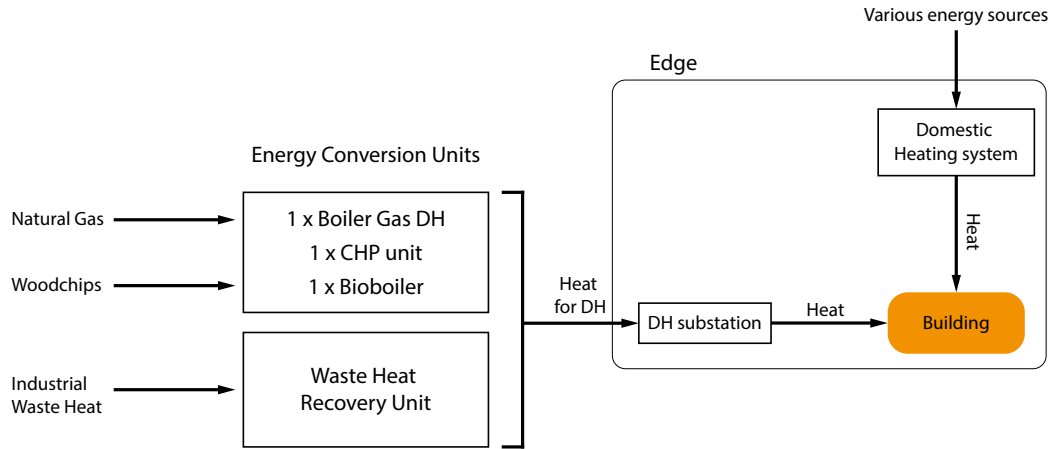 Various energy sources
Edge
Domestic
Heating system
Energy Conversion Units
Natural Gas
1 x Boiler Gas DH
1 x CHP unit
Woodchips
1 x Bioboiler
Heat
Heat
for DH
DH substation
Heat
Building
Industrial
Waste Heat
Waste Heat
Recovery Unit